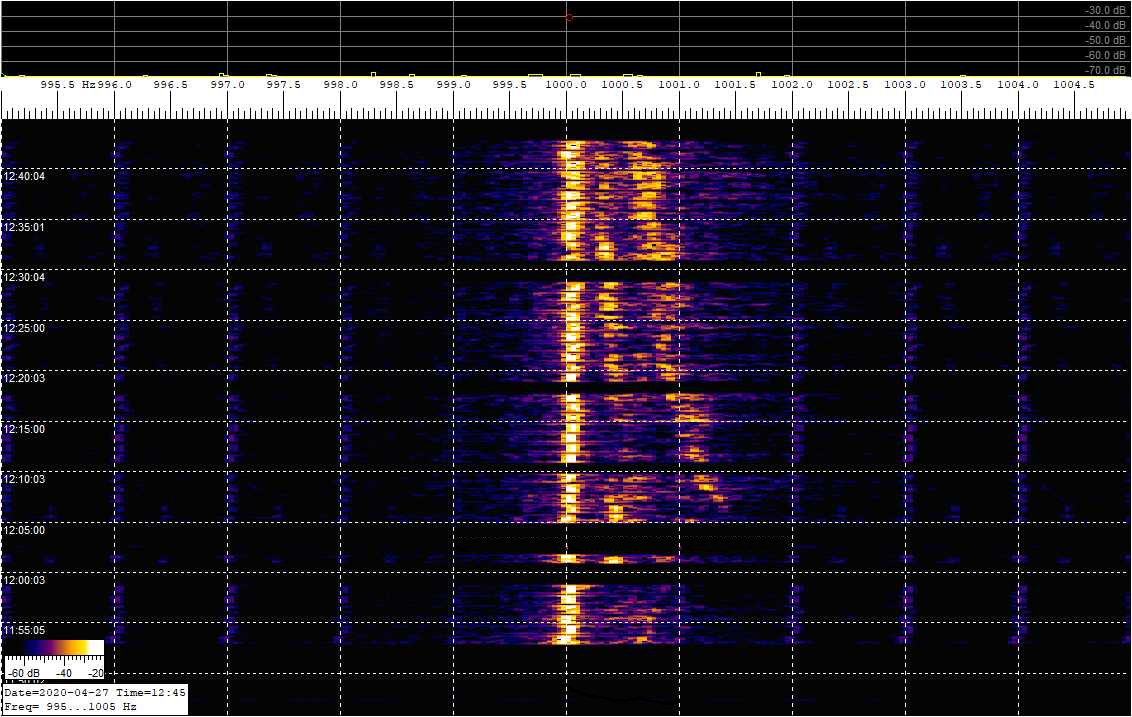 -30.0 dB
-40.0 dB
-50.0 dB
-60.0 dB
-70.0 dB
995.5 Hz 996.0 996.5 997.0 997.5 998.0 998.5 999.0 999.5 1000.0 1000.5 1001.0 1001.5 1002.0 1002.5 1003.0 1003.5 1004.0 1004.5
12:40:04
12:35:01
12:30:04
12:25:00
12:20:03
12:15:00
12:10:03
12:05:00
12:00:03
11:55:05
-60 dB -40 -20
Date=2020-04-27 Time=12:45
Freq= 995...1005 Hz